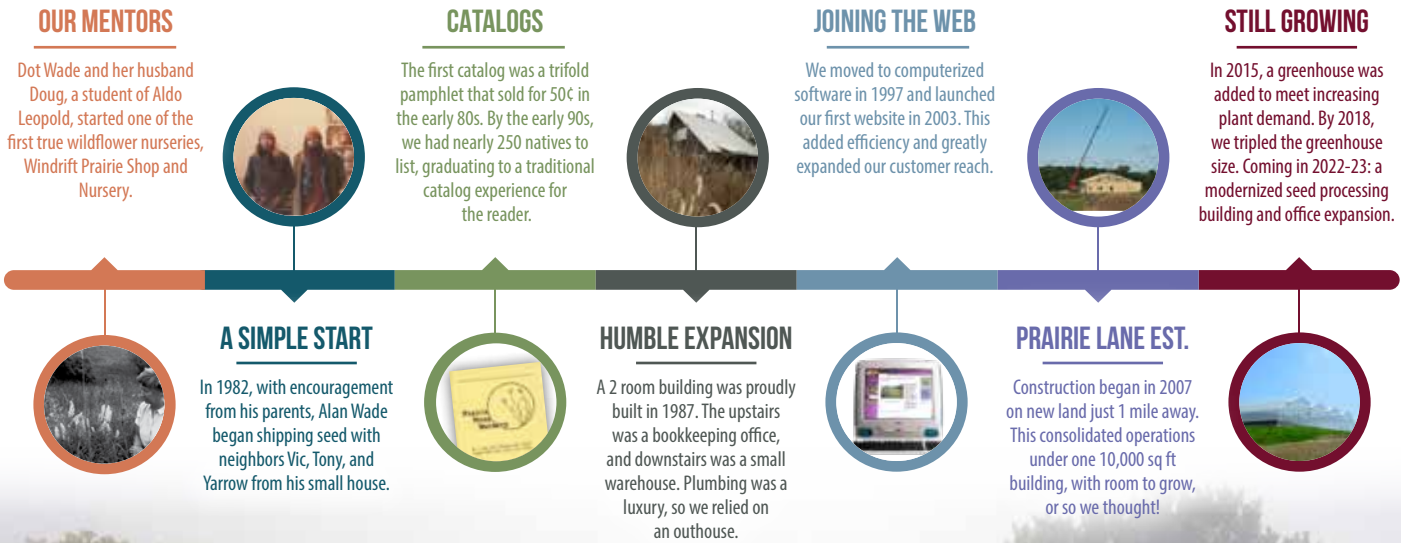 OUR MENTORS
Dot Wade and her husband
Doug, a student of Aldo
Leopold, started one of the
first true wildflower nurseries,
Windrift Prairie Shop and
Nursery.
A SIMPLE START
In 1982, with encouragement
from his parents, Alan Wade
began shipping seed with
neighbors Vic, Tony, and
Yarrow from his small house.
CATALOGS
The first catalog was a trifold
pamphlet that sold for 50¢ in
the early 80s. By the early 90s,
we had nearly 250 natives to
list, graduating to a traditional
catalog experience for
the reader.
Prairie
Moon
Nursery
HUMBLE EXPANSION
A 2 room building was proudly
built in 1987. The upstairs
was a bookkeeping office,
and downstairs was a small
warehouse. Plumbing was a
luxury, so we relied on
an outhouse.
JOINING THE WEB
We moved to computerized
software in 1997 and launched
our first website in 2003. This
added efficiency and greatly
expanded our customer reach.
PRAIRIE LANE EST.
Construction began in 2007
on new land just 1 mile away.
This consolidated operations
under one 10,000 sq ft
building, with room to grow,
or so we thought!
STILL GROWING
In 2015, a greenhouse was
added to meet increasing
plant demand. By 2018,
we tripled the greenhouse
size. Coming in 2022-23: a
modernized seed processing
building and office expansion.